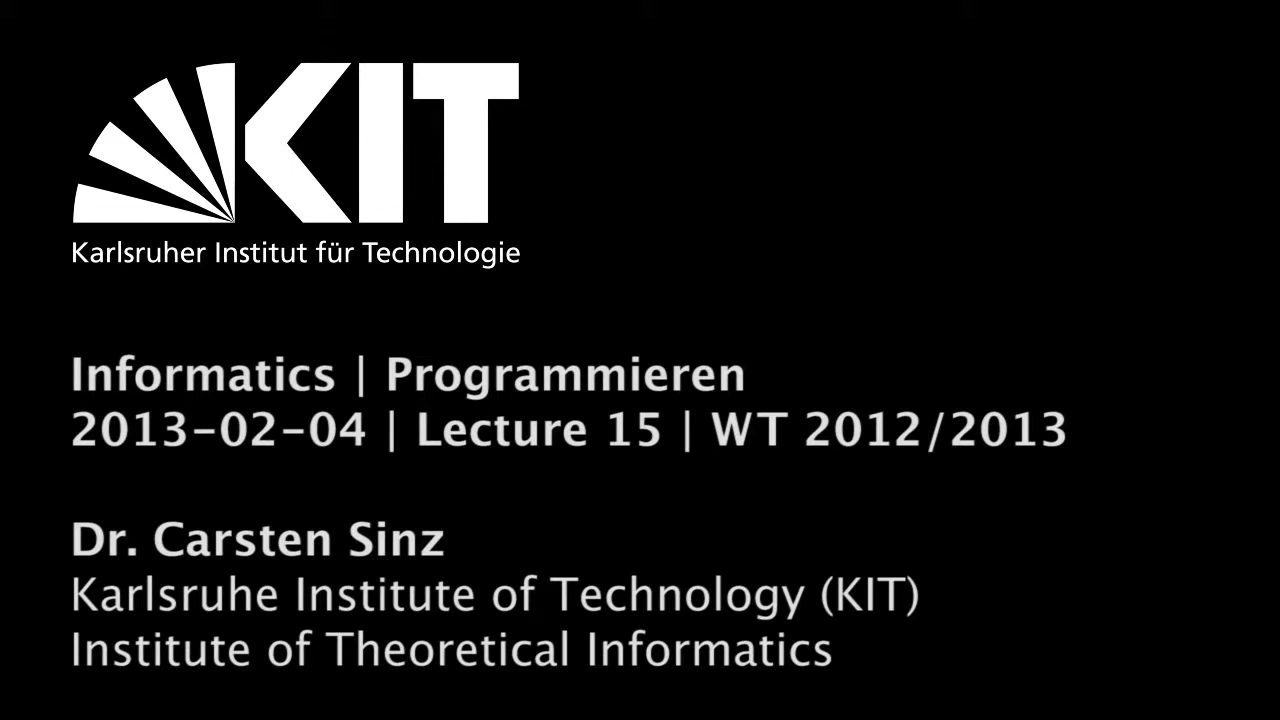 KIT
Karlsruher Institut für Technologie
Informatics | Programmieren
2013-02-04 | Lecture 15 | WT 2012/2013
Dr. Carsten Sinz
Karlsruhe Institute of Technology (KIT)
Institute of Theoretical Informatics